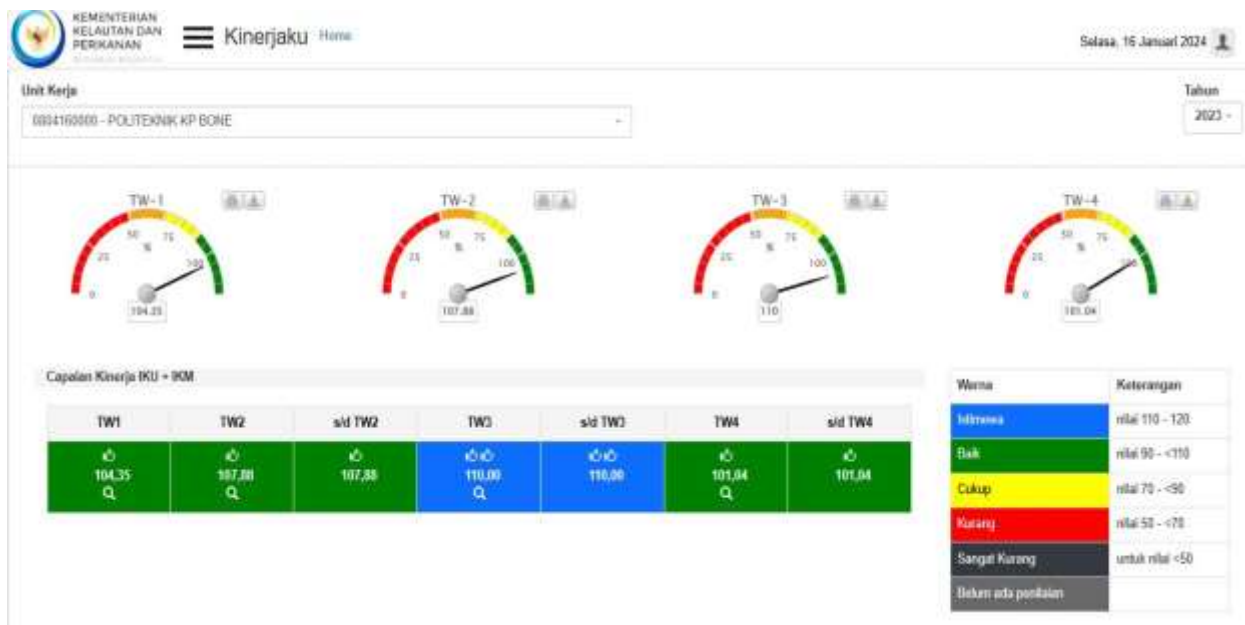 KEMENTERIAN
KELAUTAN DAN
PERIKANAN
Kinerjaku Home
Selasa, 16 Januari 2024
Unit Kerja
Tahun
0804160000 - POLITEKNIK KP BONE
2023
TW-1
TW-2
TW-3
TW-4
0 25 50 75 100 %
104.35
0 25 50 75 100 %
107.88
0 25 50 75 100 %
110
0 25 50 75 100 %
101.04
Capaian Kinerja IKU + IKM
TW1 TW2 s/d TW2 TW3 s/d TW3 TW4 s/d TW4
104,35 107,88 107,88 110,00 110,00 101,04 101,04
Warna Keterangan
Istimewa nilai 110 - 120
Baik nilai 90 - <110
Cukup nilai 70 - <90
Kurang nilai 50 - <70
Sangat Kurang untuk nilai <50
Belum ada penilaian